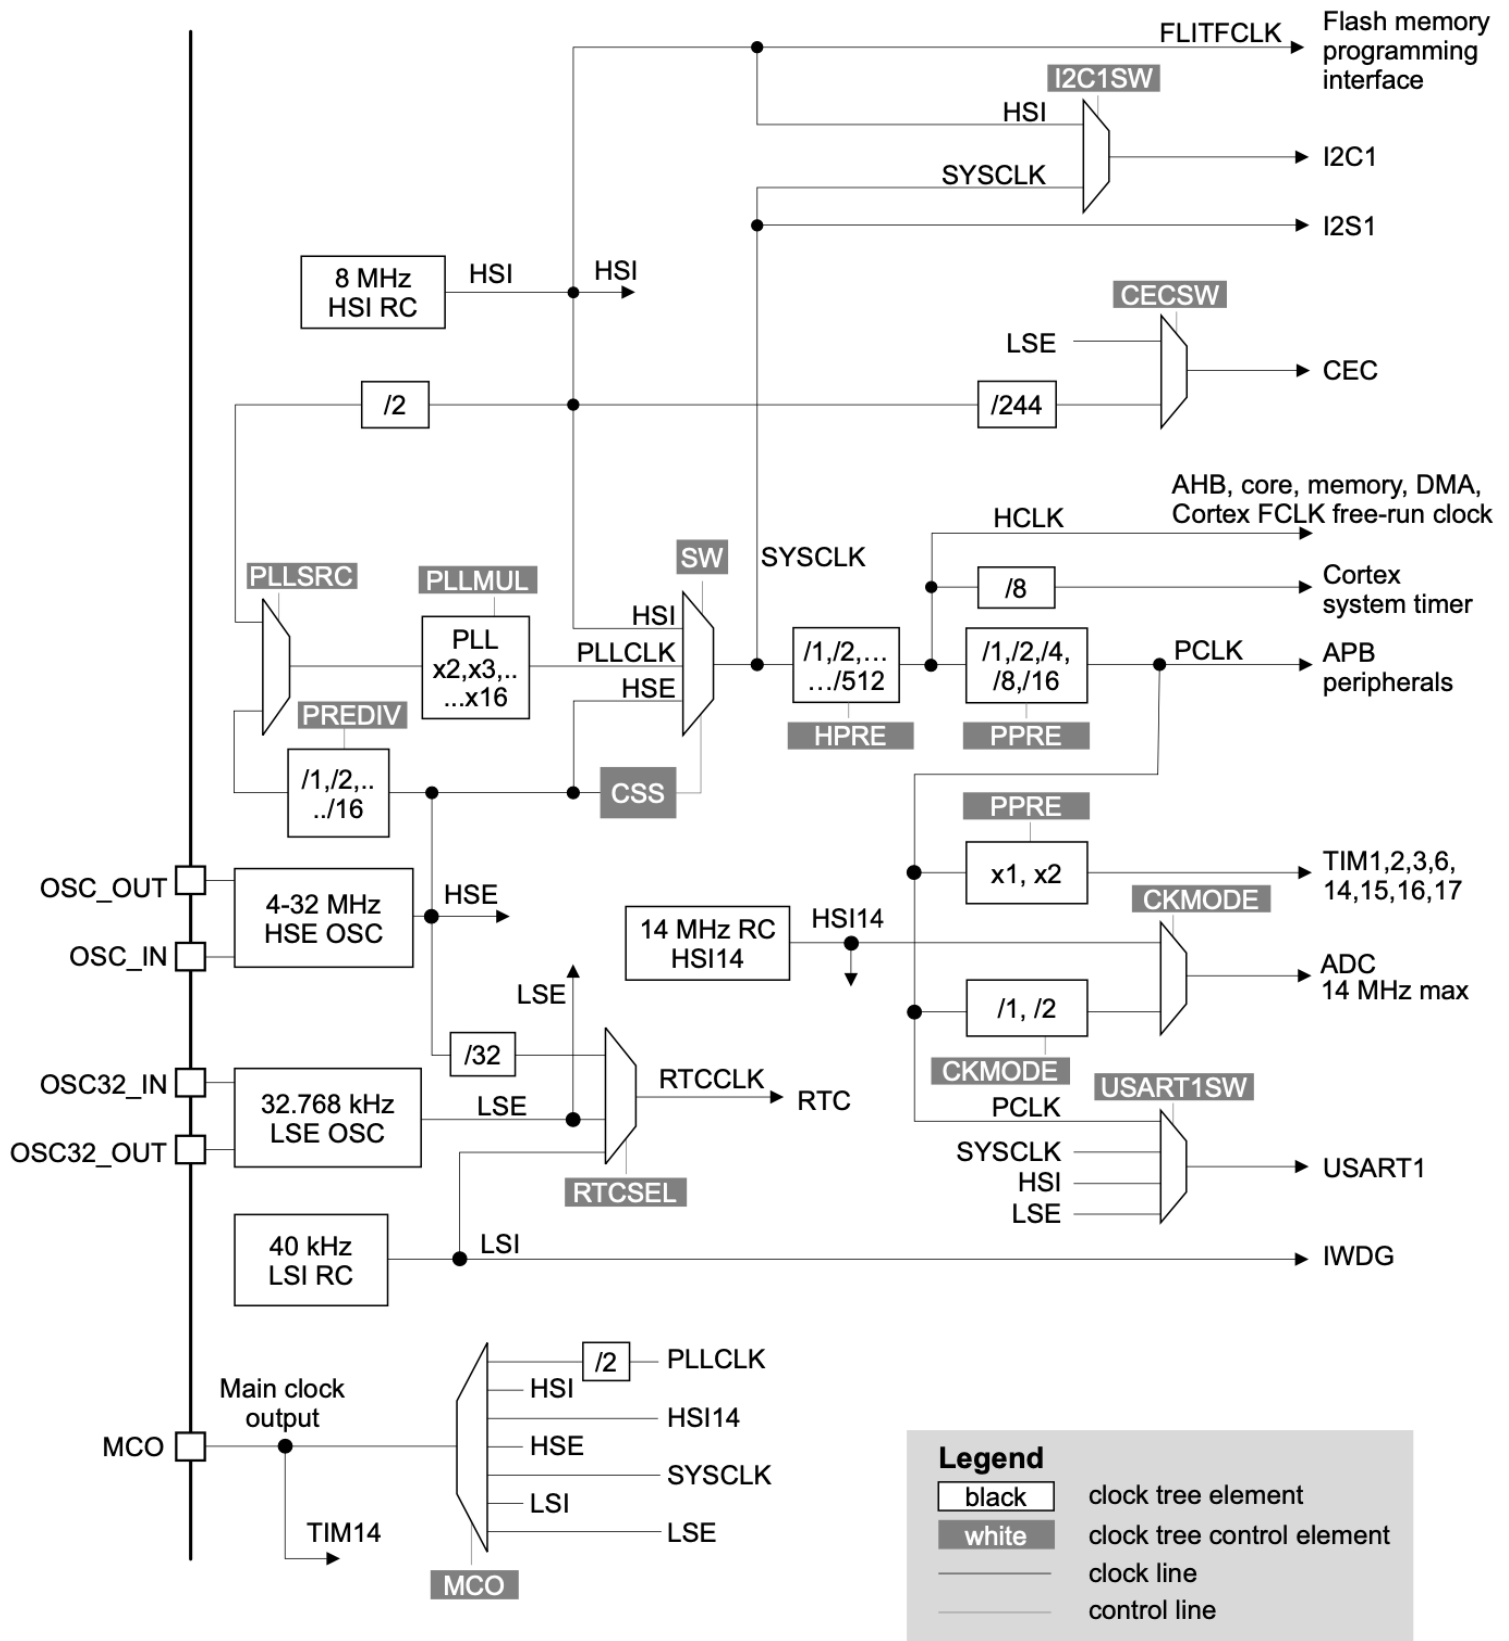 FLITFCLK
Flash memory
programming
interface
I2C1SW
HSI
I2C1
SYSCLK
I2S1
8 MHz
HSI RC
HSI
HSI
CECSW
LSE
CEC
/2
/244
AHB, core, memory, DMA,
Cortex FCLK free-run clock
HCLK
SW
SYSCLK
/8
Cortex
system timer
PLLSRC
PLLMUL
PLL
x2,x3,..
...x16
HSI
PLLCLK
HSE
/1,/2,…
…/512
HPRE
/1,/2,/4,
/8,/16
PPRE
PCLK
APB
peripherals
PREDIV
/1,/2,..
../16
CSS
PPRE
x1, x2
TIM1,2,3,6,
14,15,16,17
OSC_OUT
OSC_IN
4-32 MHz
HSE OSC
HSE
14 MHz RC
HSI14
HSI14
CKMODE
ADC
14 MHz max
/1, /2
CKMODE
LSE
/32
OSC32_IN
OSC32_OUT
32.768 kHz
LSE OSC
LSE
RTCCLK
RTC
RTCSEL
USART1SW
PCLK
SYSCLK
HSI
LSE
USART1
40 kHz
LSI RC
LSI
IWDG
/2
PLLCLK
HSI
HSI14
HSE
SYSCLK
LSI
LSE
Main clock
output
MCO
TIM14
MCO
Legend
black
clock tree element
white
clock tree control element
clock line
control line